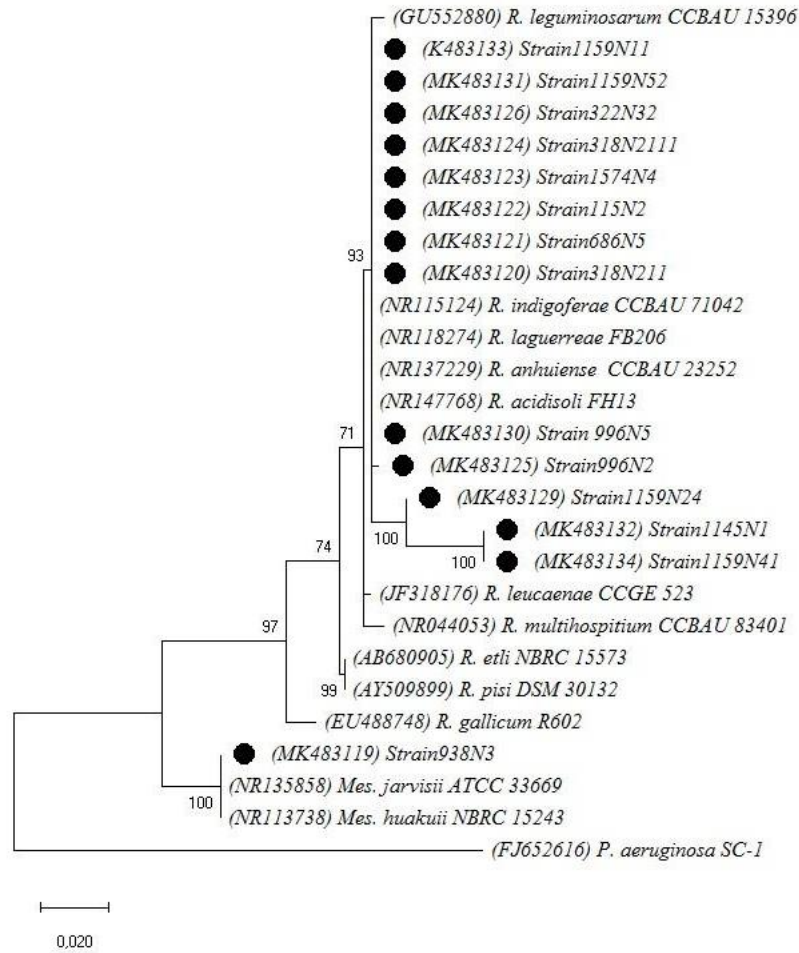 (GU552880) R. leguminosarum CCBAU 15396
(K483133) Strain1159N11
(MK483131) Strain1159N52
(MK483126) Strain322N32
(MK483124) Strain318N2111
(MK483123) Strain1574N4
(MK483122) Strain115N2
(MK483121) Strain686N5
93
(MK483120) Strain318N211
(NR115124) R. indigoferae CCBAU 71042
(NR118274) R. laguerreae FB206
(NR137229) R. anhuiense CCBAU 23252
(NR147768) R. acidisoli FH13
71
(MK483130) Strain 996N5
(MK483125) Strain996N2
(MK483129) Strain1159N24
100
(MK483132) Strain1145N1
74
100
(MK483134) Strain1159N41
(JF318176) R. leucaenae CCGE 523
97
(NR044053) R. multihospitium CCBAU 83401
(AB680905) R. etli NBRC 15573
99
(AY509899) R. pisi DSM 30132
(EU488748) R. gallicum R602
(MK483119) Strain938N3
(NR135858) Mes. jarvisii ATCC 33669
100
(NR113738) Mes. huakuii NBRC 15243
(FJ652616) P. aeruginosa SC-1
0,020